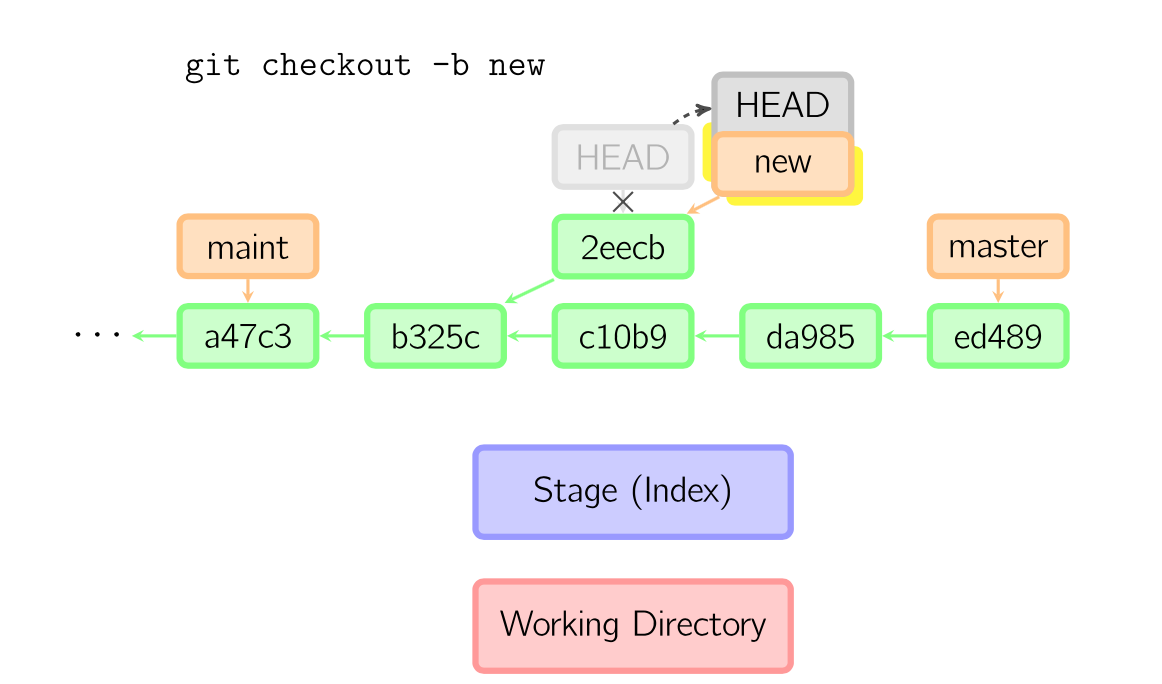 git checkout -b new
HEAD
HEAD
new
maint
2eecb
master
... a47c3 b325c c10b9 da985 ed489
Stage (Index)
Working Directory